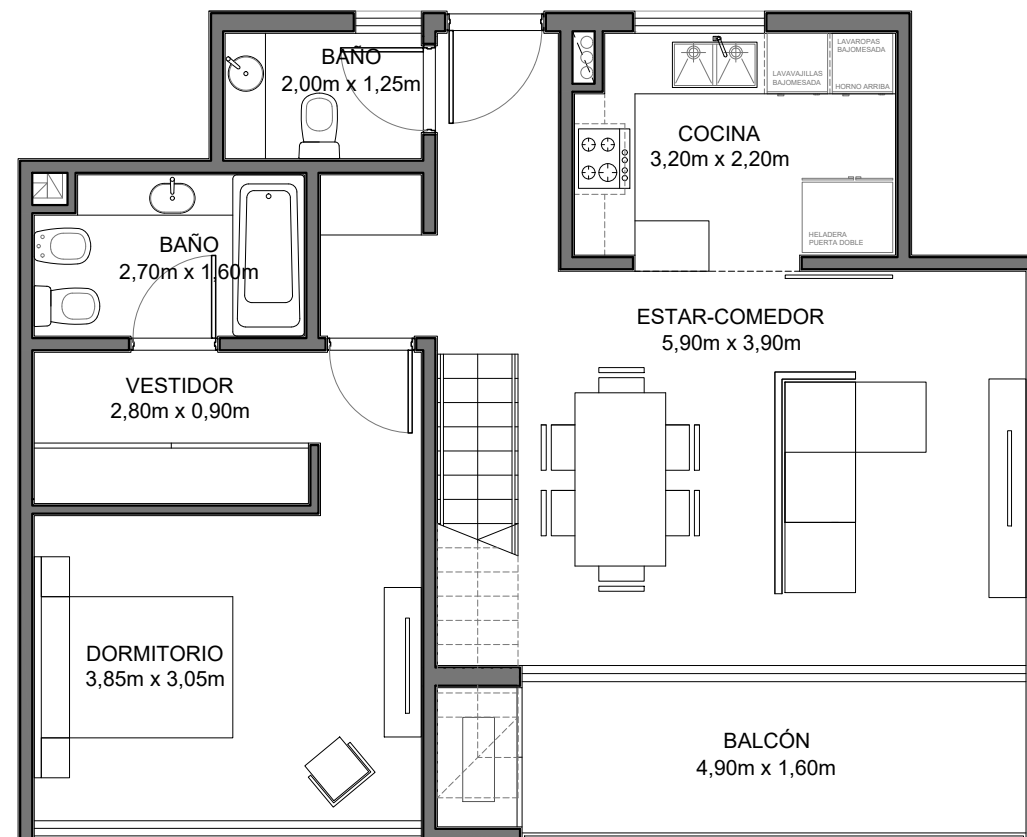 BAÑO
2,00m x 1,25m
LAVAROPAS
BAJOMESADA
LAVAVAJILLAS
BAJOMESADA
HORNO ARRIBA
COCINA
3,20m x 2,20m
HELADERA
PUERTA DOBLE
BAÑO
2,70m x 1,60m
ESTAR-COMEDOR
5,90m x 3,90m
VESTIDOR
2,80m x 0,90m
DORMITORIO
3,85m x 3,05m
BALCÓN
4,90m x 1,60m